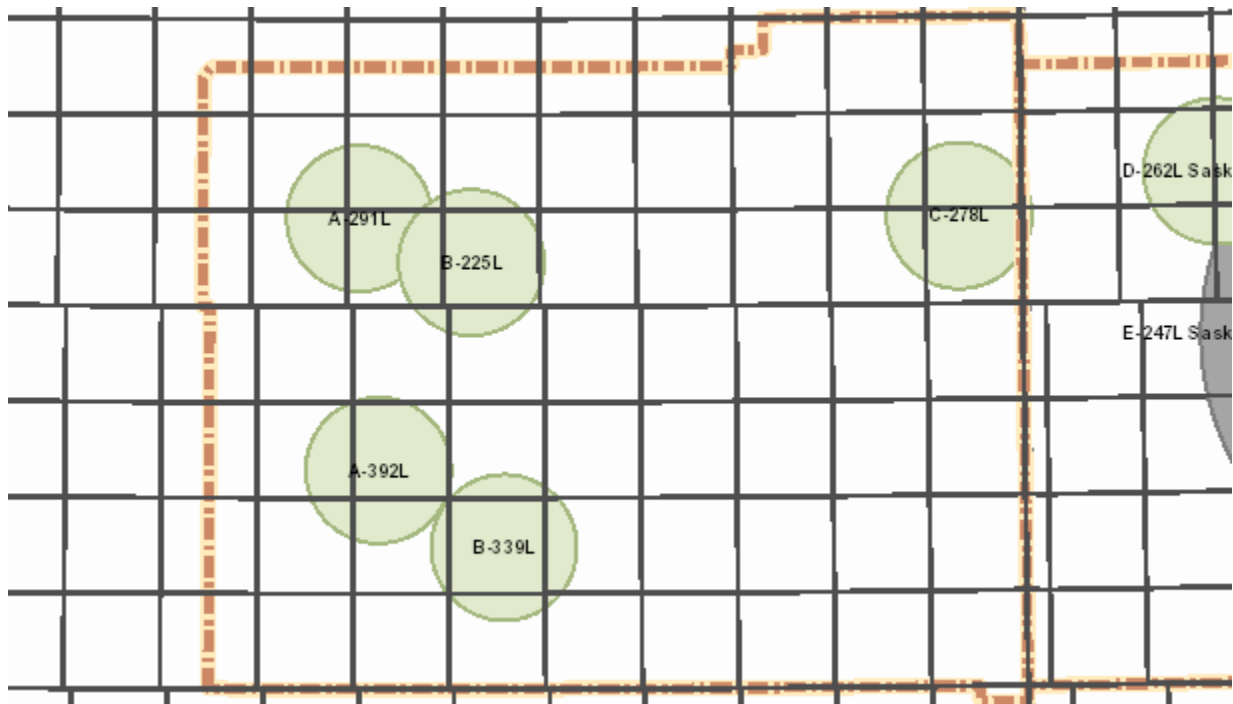 D-262L Sask
A-291L
C-278L
B-225L
E-247L Sask
A-392L
B-339L